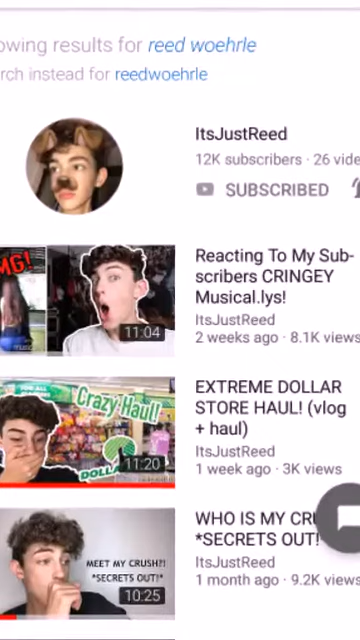 owing results for reed woehrle
rch instead for reedwoehrle
ItsJustReed
12K subscribers · 26 vide
SUBSCRIBED
MG!
11:04
Reacting To My Sub-
scribers CRINGEY
Musical.lys!
ItsJustReed
2 weeks ago · 8.1K views
Crazy Haul!
DOLLA
11:20
EXTREME DOLLAR
STORE HAUL! (vlog
+ haul)
ItsJustReed
1 week ago · 3K views
MEET MY CRUSH?!
*SECRETS OUT!*
10:25
WHO IS MY CRU
*SECRETS OUT!
ItsJustReed
1 month ago · 9.2K views